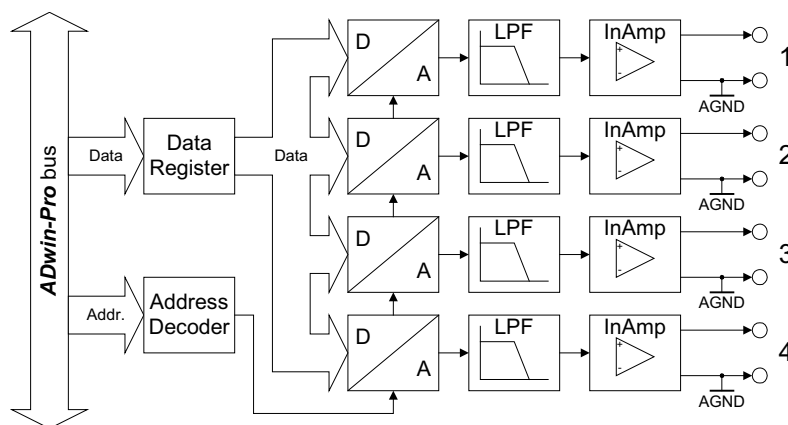 ADwin-Pro bus
Data
Data
Register
Data
Addr.
Address
Decoder
D
A
LPF
InAmp
+
-
1
AGND
D
A
LPF
InAmp
+
-
2
AGND
D
A
LPF
InAmp
+
-
3
AGND
D
A
LPF
InAmp
+
-
4
AGND